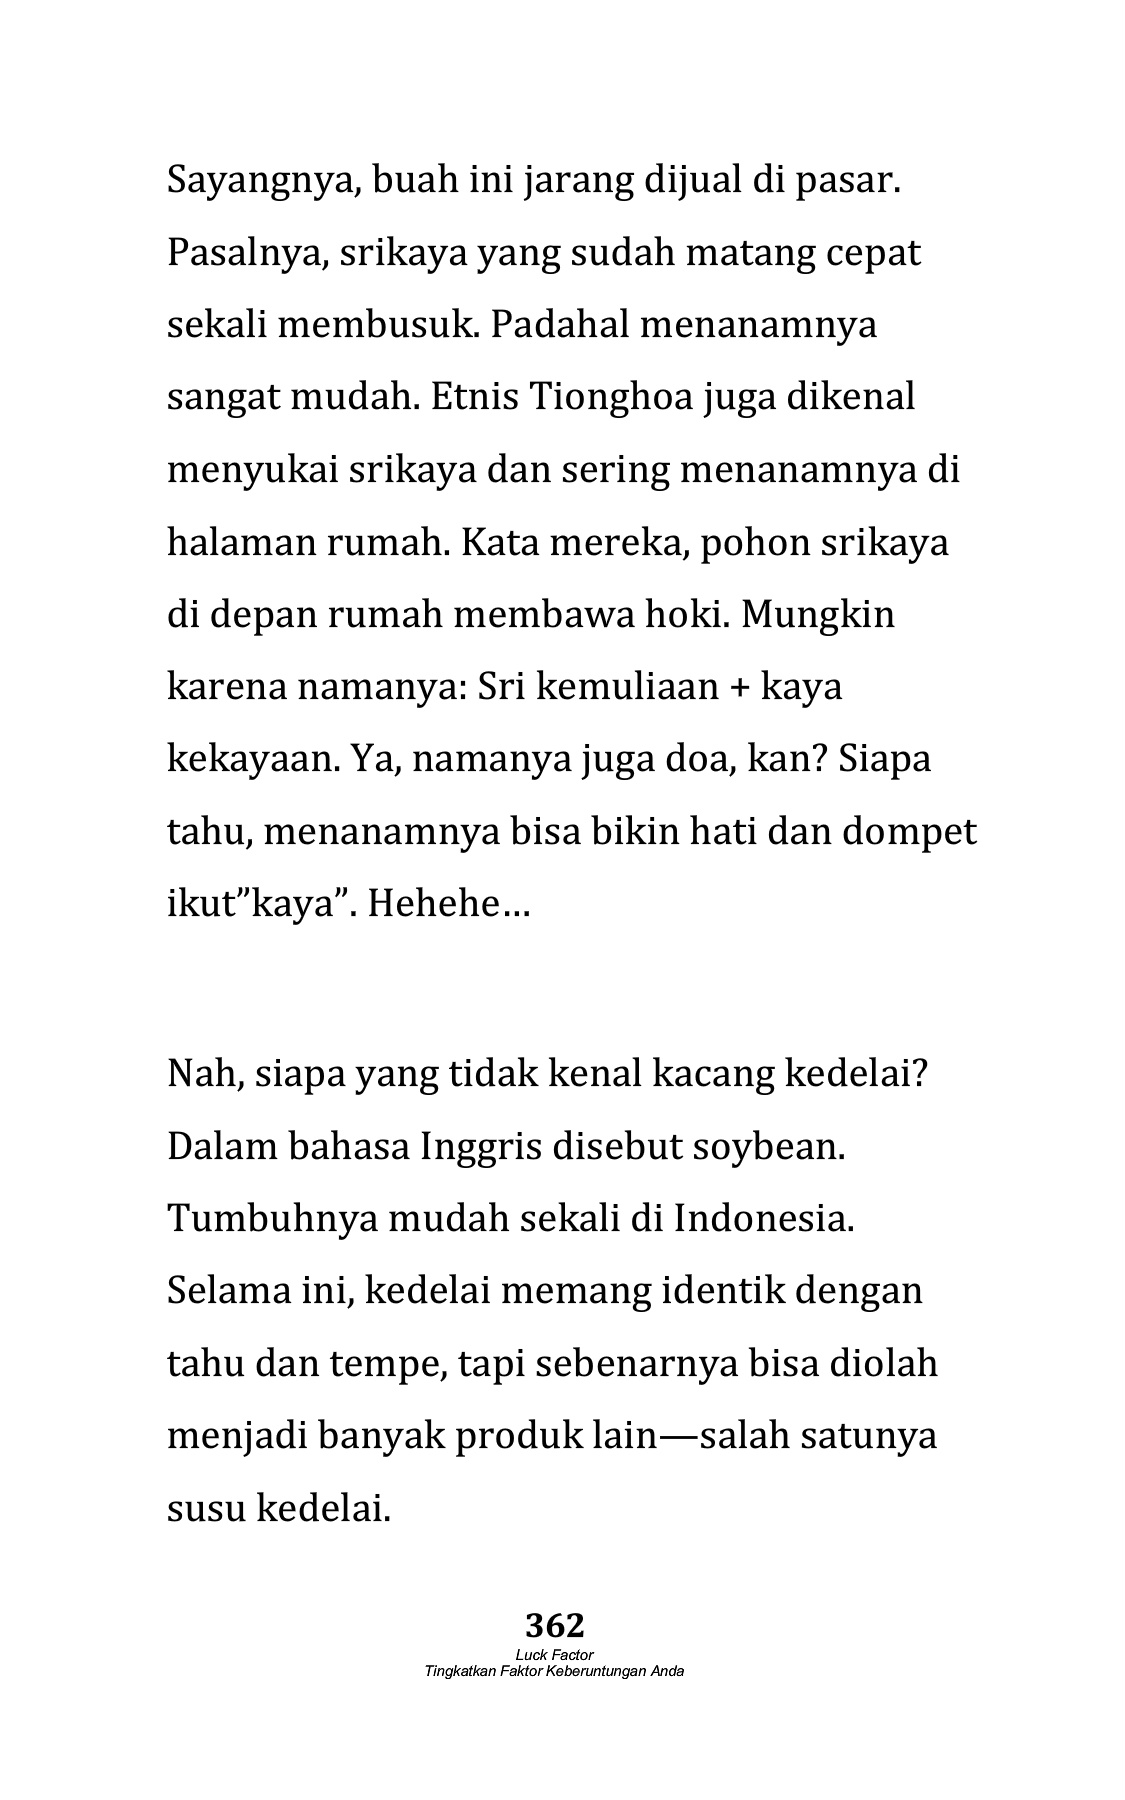 Sayangnya, buah ini jarang dijual di pasar.
Pasalnya, srikaya yang sudah matang cepat
sekali membusuk. Padahal menanamnya
sangat mudah. Etnis Tionghoa juga dikenal
menyukai srikaya dan sering menanamnya di
halaman rumah. Kata mereka, pohon srikaya
di depan rumah membawa hoki. Mungkin
karena namanya: Sri kemuliaan + kaya
kekayaan. Ya, namanya juga doa, kan? Siapa
tahu, menanamnya bisa bikin hati dan dompet
ikut”kaya”. Hehehe…
Nah, siapa yang tidak kenal kacang kedelai?
Dalam bahasa Inggris disebut soybean.
Tumbuhnya mudah sekali di Indonesia.
Selama ini, kedelai memang identik dengan
tahu dan tempe, tapi sebenarnya bisa diolah
menjadi banyak produk lain—salah satunya
susu kedelai.
362
Luck Factor
Tingkatkan Faktor Keberuntungan Anda